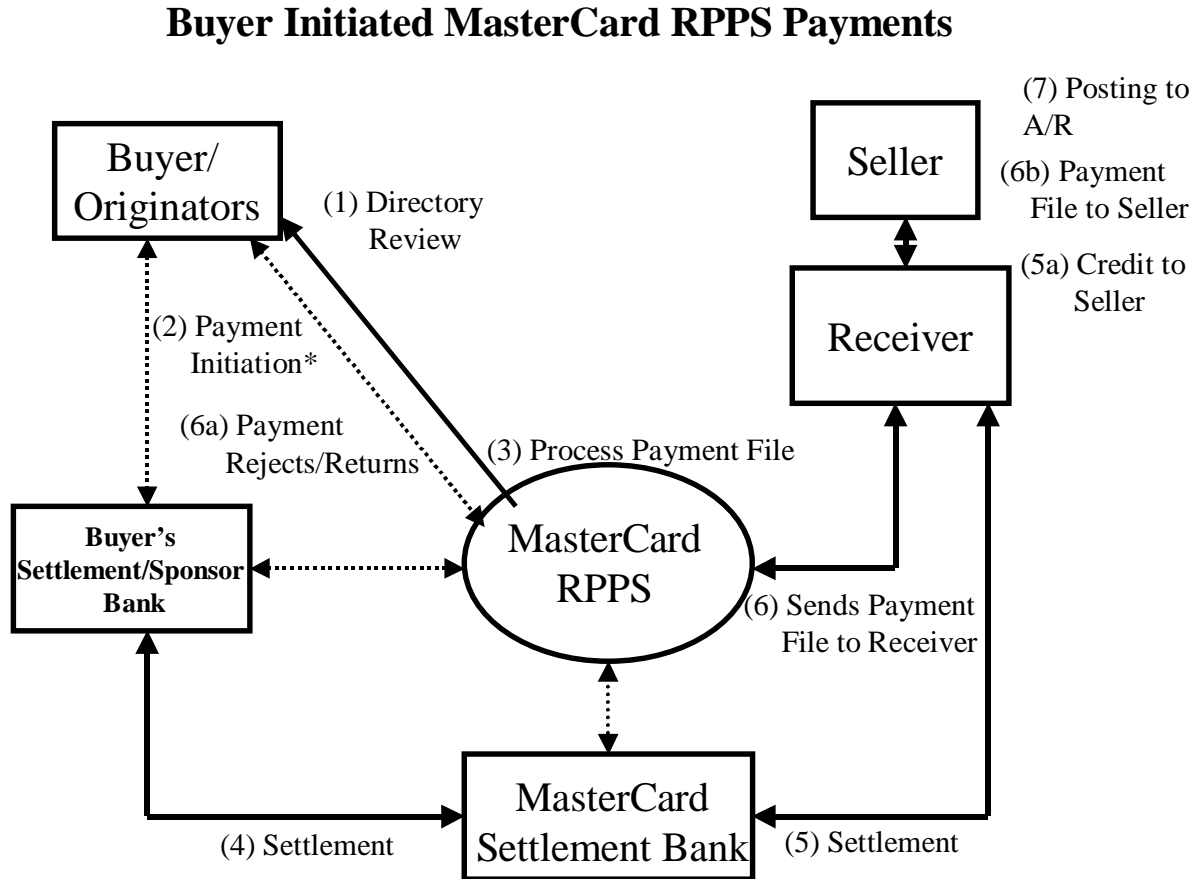 Buyer Initiated MasterCard RPPS Payments
Buyer/
Originators
(1) Directory
Review
(2) Payment
Initiation*
(6a) Payment
Rejects/Returns
Buyer’s
Settlement/Sponsor
Bank
(3) Process Payment File
MasterCard
RPPS
(4) Settlement
MasterCard
Settlement Bank
(5) Settlement
(6) Sends Payment
File to Receiver
Receiver
(5a) Credit to
Seller
Seller
(6b) Payment
File to Seller
(7) Posting to
A/R